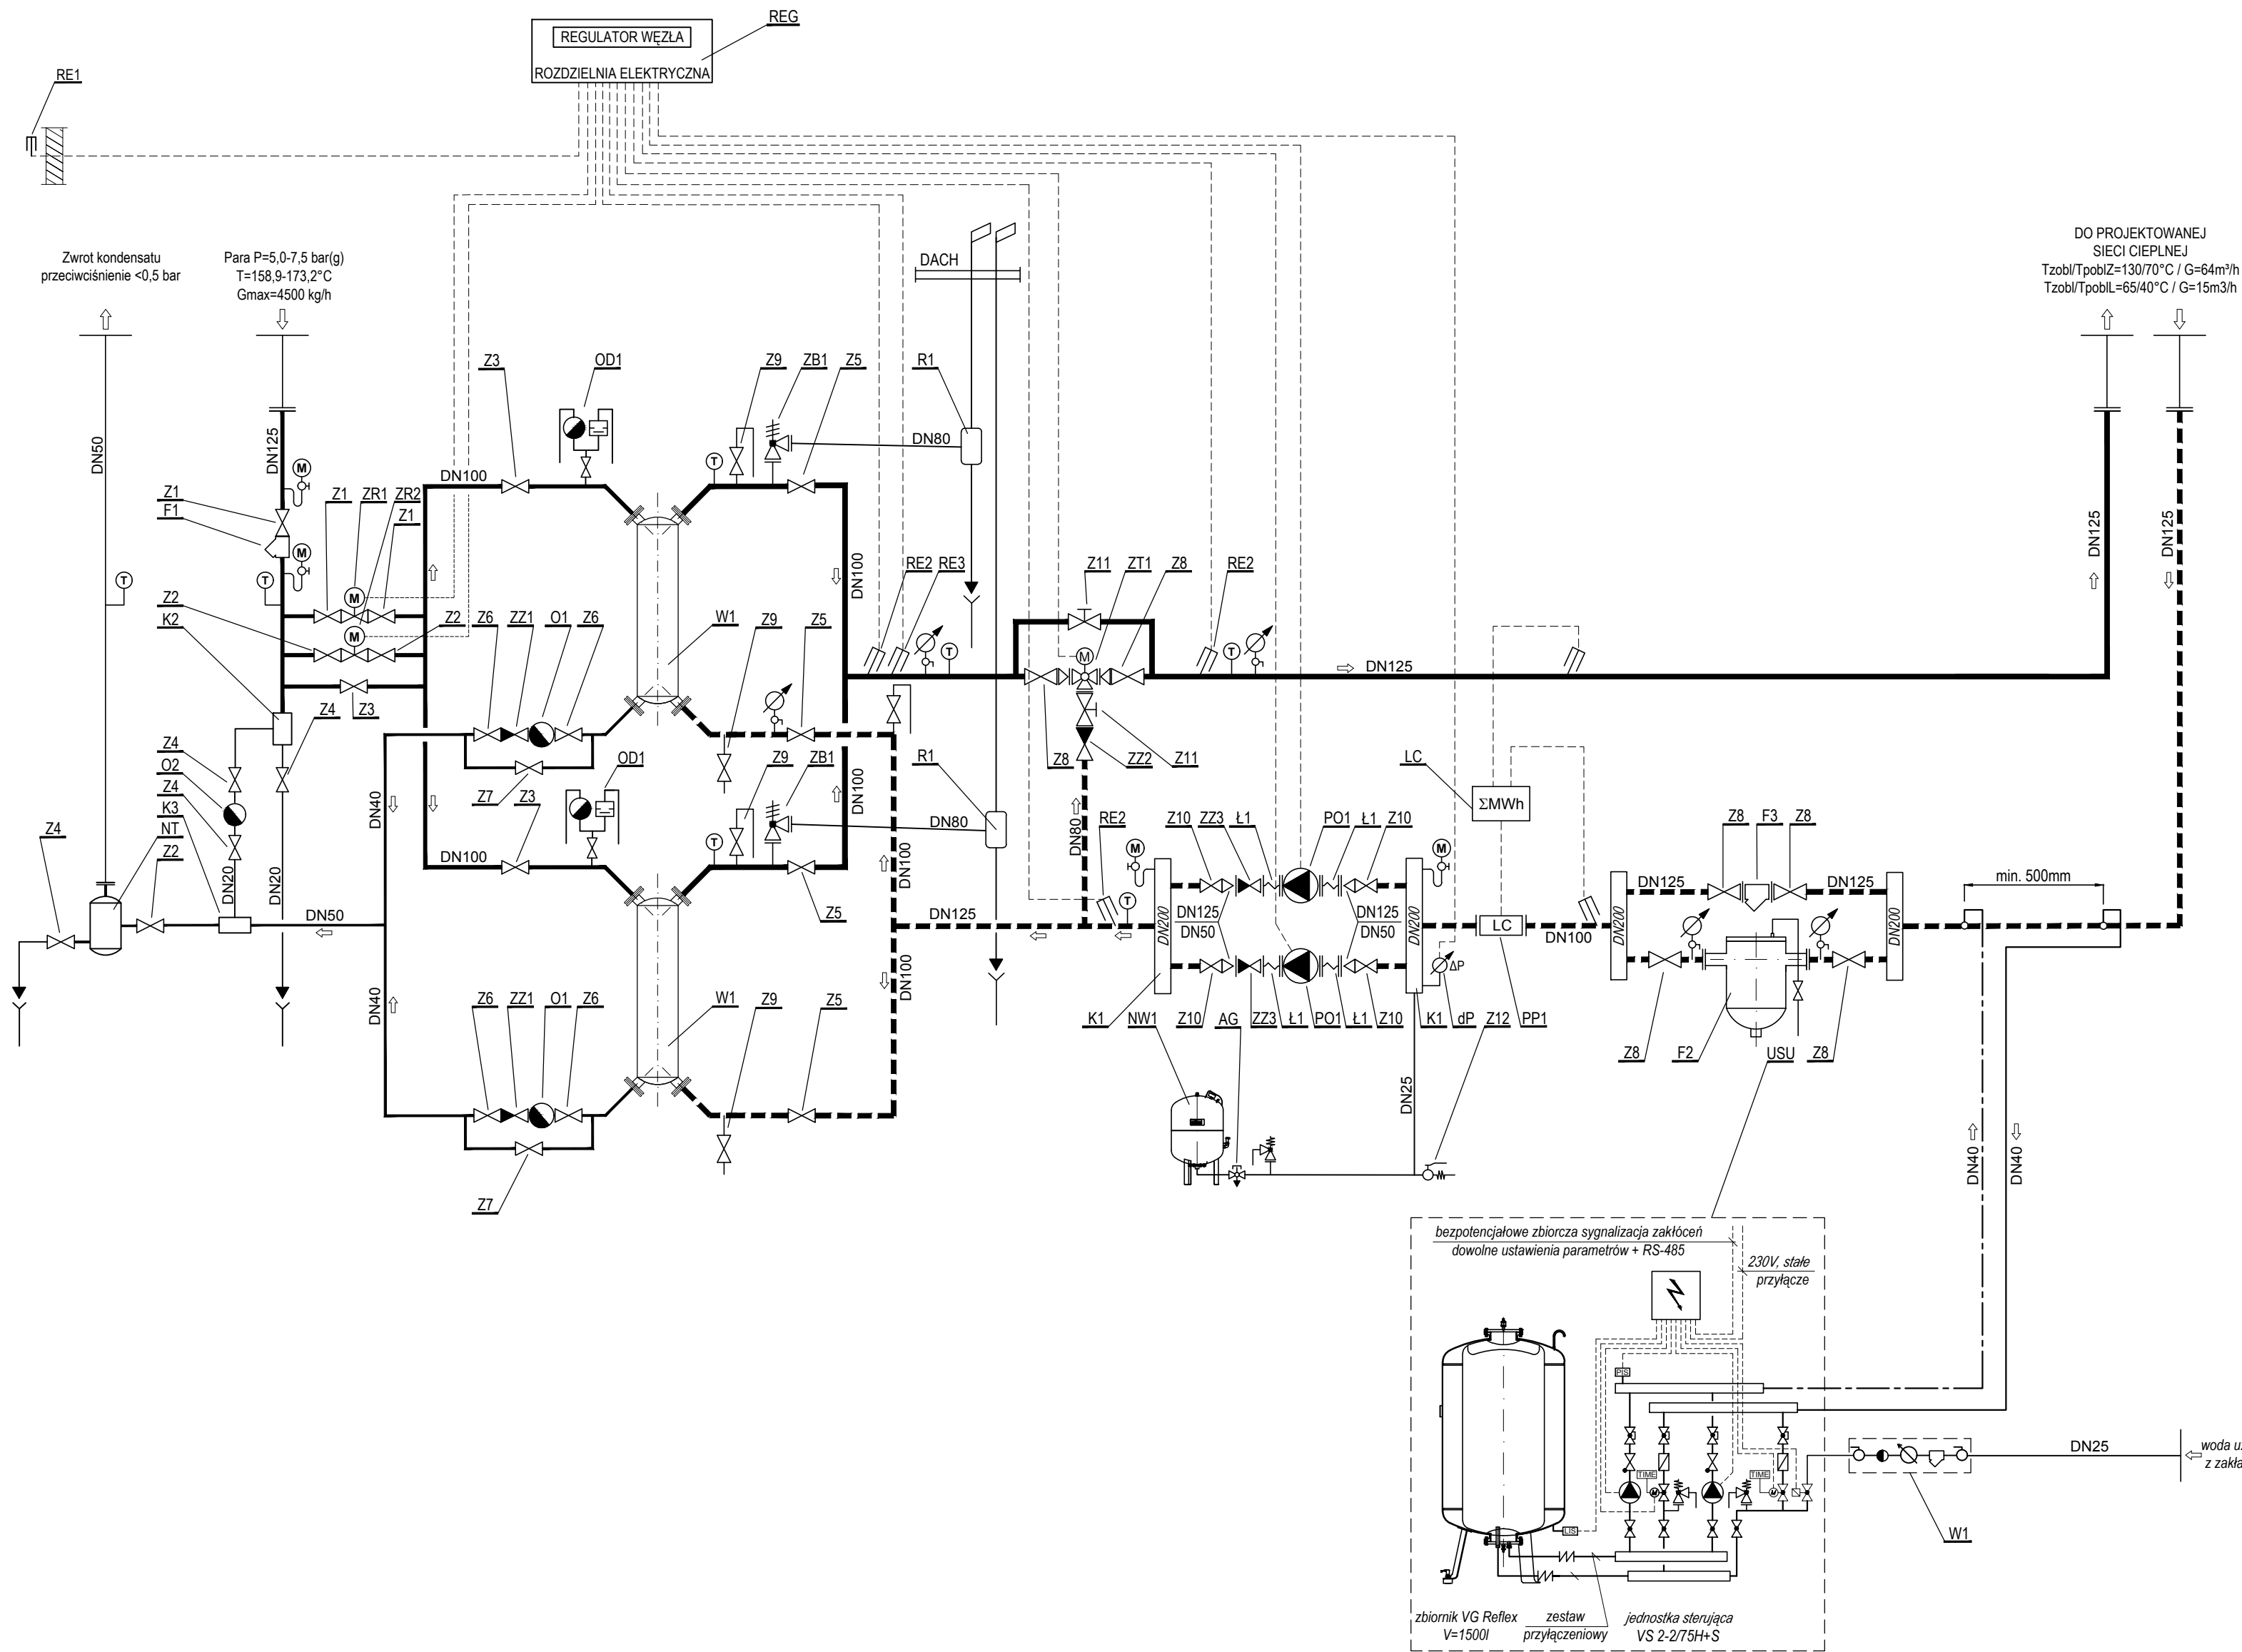 REG
REGULATOR WĘZŁA
ROZDZIELNIA ELEKTRYCZNA
RE1
Zwrot kondensatu
przeciwciśnienie <0,5 bar
Para P=5,0-7,5 bar(g)
T=158,9-173,2°C
Gmax=4500 kg/h
DACH
DO PROJEKTOWANEJ
SIECI CIEPLNEJ
Tzobl/TpoblZ=130/70°C / G=64m³/h
Tzobl/TpoblL=65/40°C / G=15m3/h
Z3
OD1
Z9
ZB1
Z5
R1
DN50
DN125
DN100
DN80
M
T
Z1
F1
Z1
ZR1
ZR2
Z1
M
T
T
M
M
DN100
RE2
RE3
Z11
ZT1
Z8
RE2
DN125
DN125
Z2
K2
Z2
Z6
ZZ1
O1
Z6
W1
Z9
Z5
T
M
T
DN125
Z3
Z4
Z4
O2
Z4
K3
NT
Z4
Z2
Z7
Z3
OD1
Z9
ZB1
R1
Z8
ZZ2
Z11
LC
ΣMWh
DN40
DN100
DN80
DN80
RE2
Z10
ZZ3
Ł1
PO1
Ł1
Z10
Z8
F3
Z8
T
M
M
DN100
Z5
DN20
DN20
DN50
DN100
DN125
T
DN200
DN125
DN50
DN125
DN50
DN200
LC
DN100
DN200
DN125
DN125
DN200
min. 500mm
DN100
ΔP
DN40
Z6
ZZ1
O1
Z6
W1
Z9
Z5
K1
NW1
Z10
AG
ZZ3
Ł1
PO1
Ł1
Z10
K1
dP
Z12
PP1
Z8
F2
USU
Z8
DN25
DN40
DN40
Z7
bezpotencjałowe zbiorcza sygnalizacja zakłóceń
dowolne ustawienia parametrów + RS-485
230V, stałe
przyłącze
PIS
TIME
TIME
M
M
LIS
DN25
woda u
z zakła
W1
zbiornik VG Reflex
V=1500l
zestaw
przyłączeniowy
jednostka sterująca
VS 2-2/75H+S